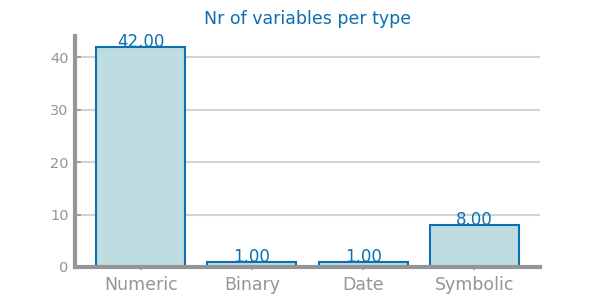 Nr of variables per type
42.00
40
30
20
10
8.00
1.00
1.00
0
Numeric
Binary
Date
Symbolic